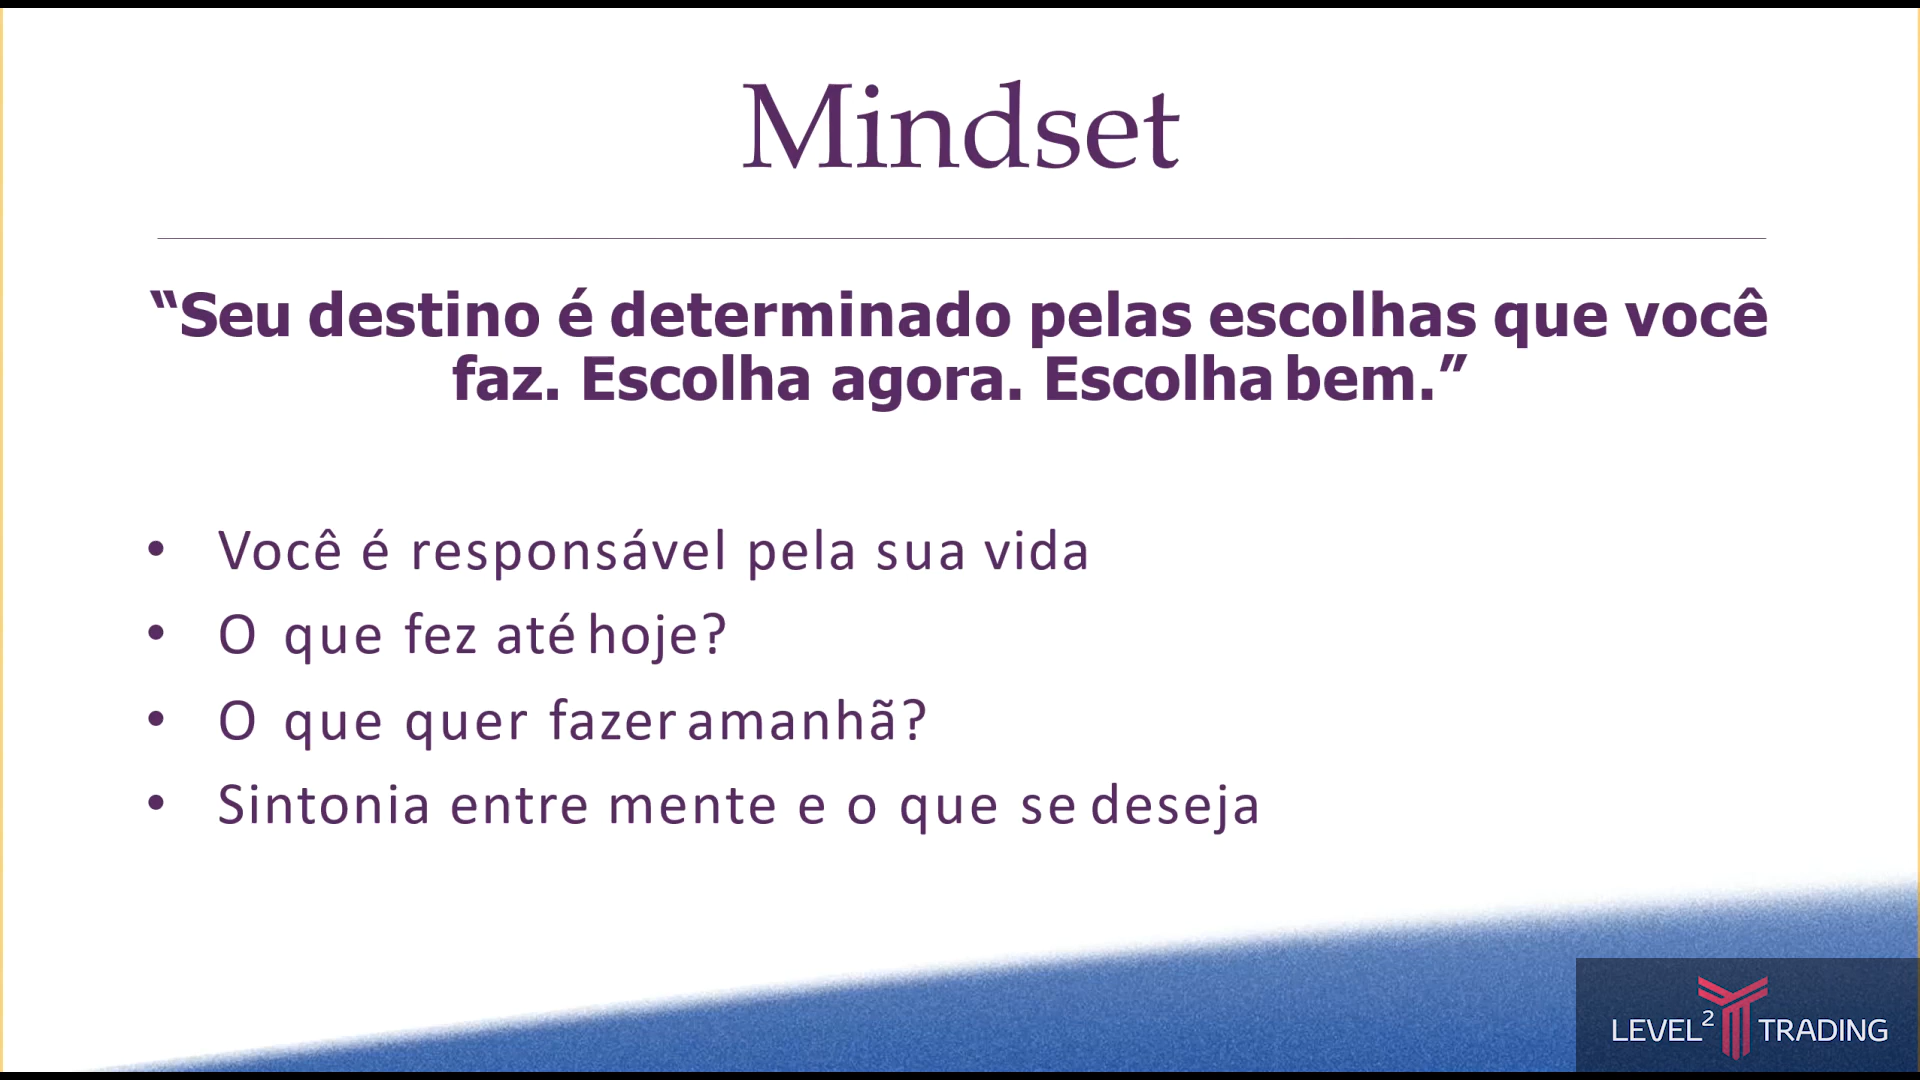 Mindset
“Seu destino é determinado pelas escolhas que você
faz. Escolha agora. Escolha bem.”
• Você é responsável pela sua vida
• O que fez até hoje?
• O que quer fazer amanhã?
• Sintonia entre mente e o que se deseja
LEVEL2 TRADING